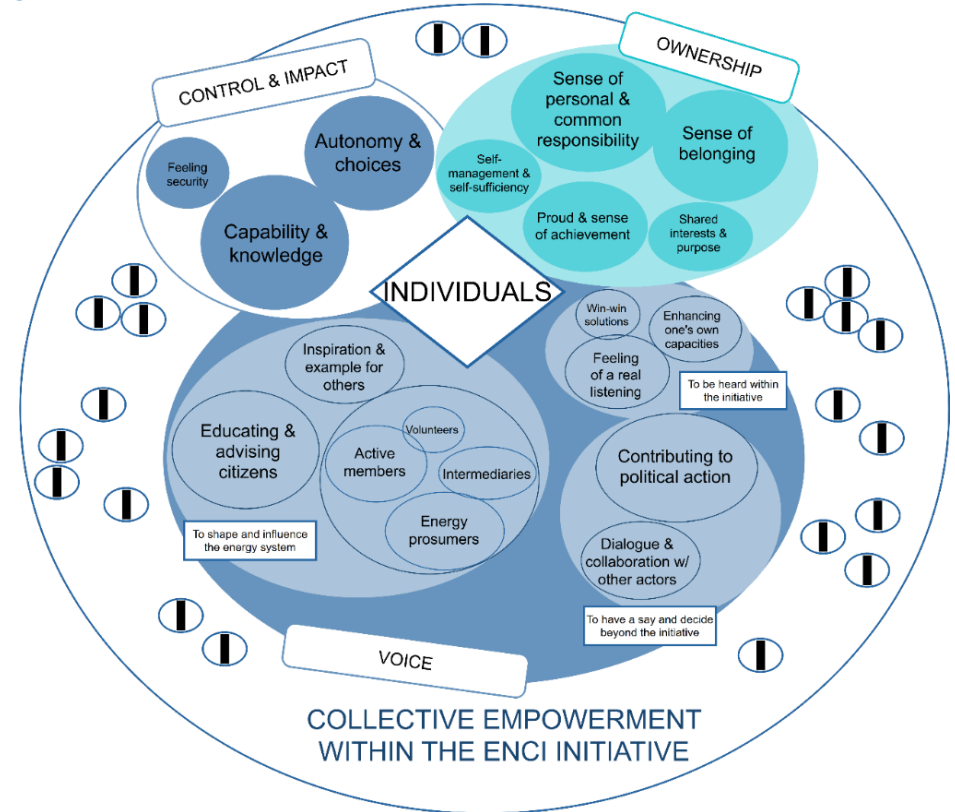 CONTROL & IMPACT
Feeling
security
Autonomy &
choices
Capability &
knowledge
OWNERSHIP
Sense of
personal &
common
responsibility
Sense of
belonging
Self-
management &
self-sufficiency
Proud & sense
of achievement
Shared
interests &
purpose
INDIVIDUALS
Inspiration &
example for
others
Educating &
advising
citizens
Volunteers
Active
members
Intermediaries
Energy
prosumers
To shape and influence
the energy system
Win-win
solutions
Enhancing
one's own
capacities
Feeling
of a real
listening
To be heard within
the initiative
Contributing to
political action
Dialogue &
collaboration w/
other actors
To have a say and decide
beyond the initiative
VOICE
COLLECTIVE EMPOWERMENT
WITHIN THE ENCI INITIATIVE